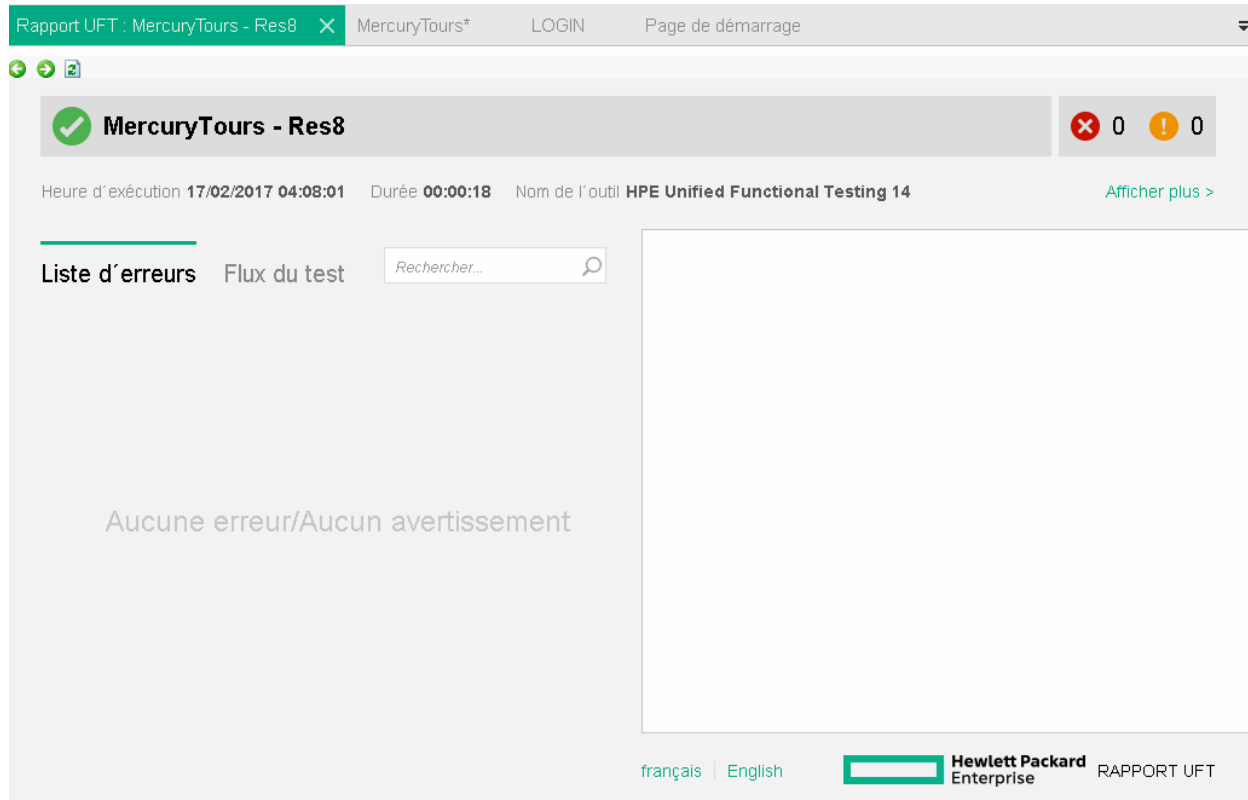 Rapport UFT : MercuryTours - Res8 MercuryTours* LOGIN Page de démarrage
MercuryTours - Res8 0 0
Heure d´exécution 17/02/2017 04:08:01 Durée 00:00:18 Nom de l´outil HPE Unified Functional Testing 14 Afficher plus >
Liste d´erreurs Flux du test Rechercher...
Aucune erreur/Aucun avertissement
français English Hewlett Packard Enterprise RAPPORT UFT